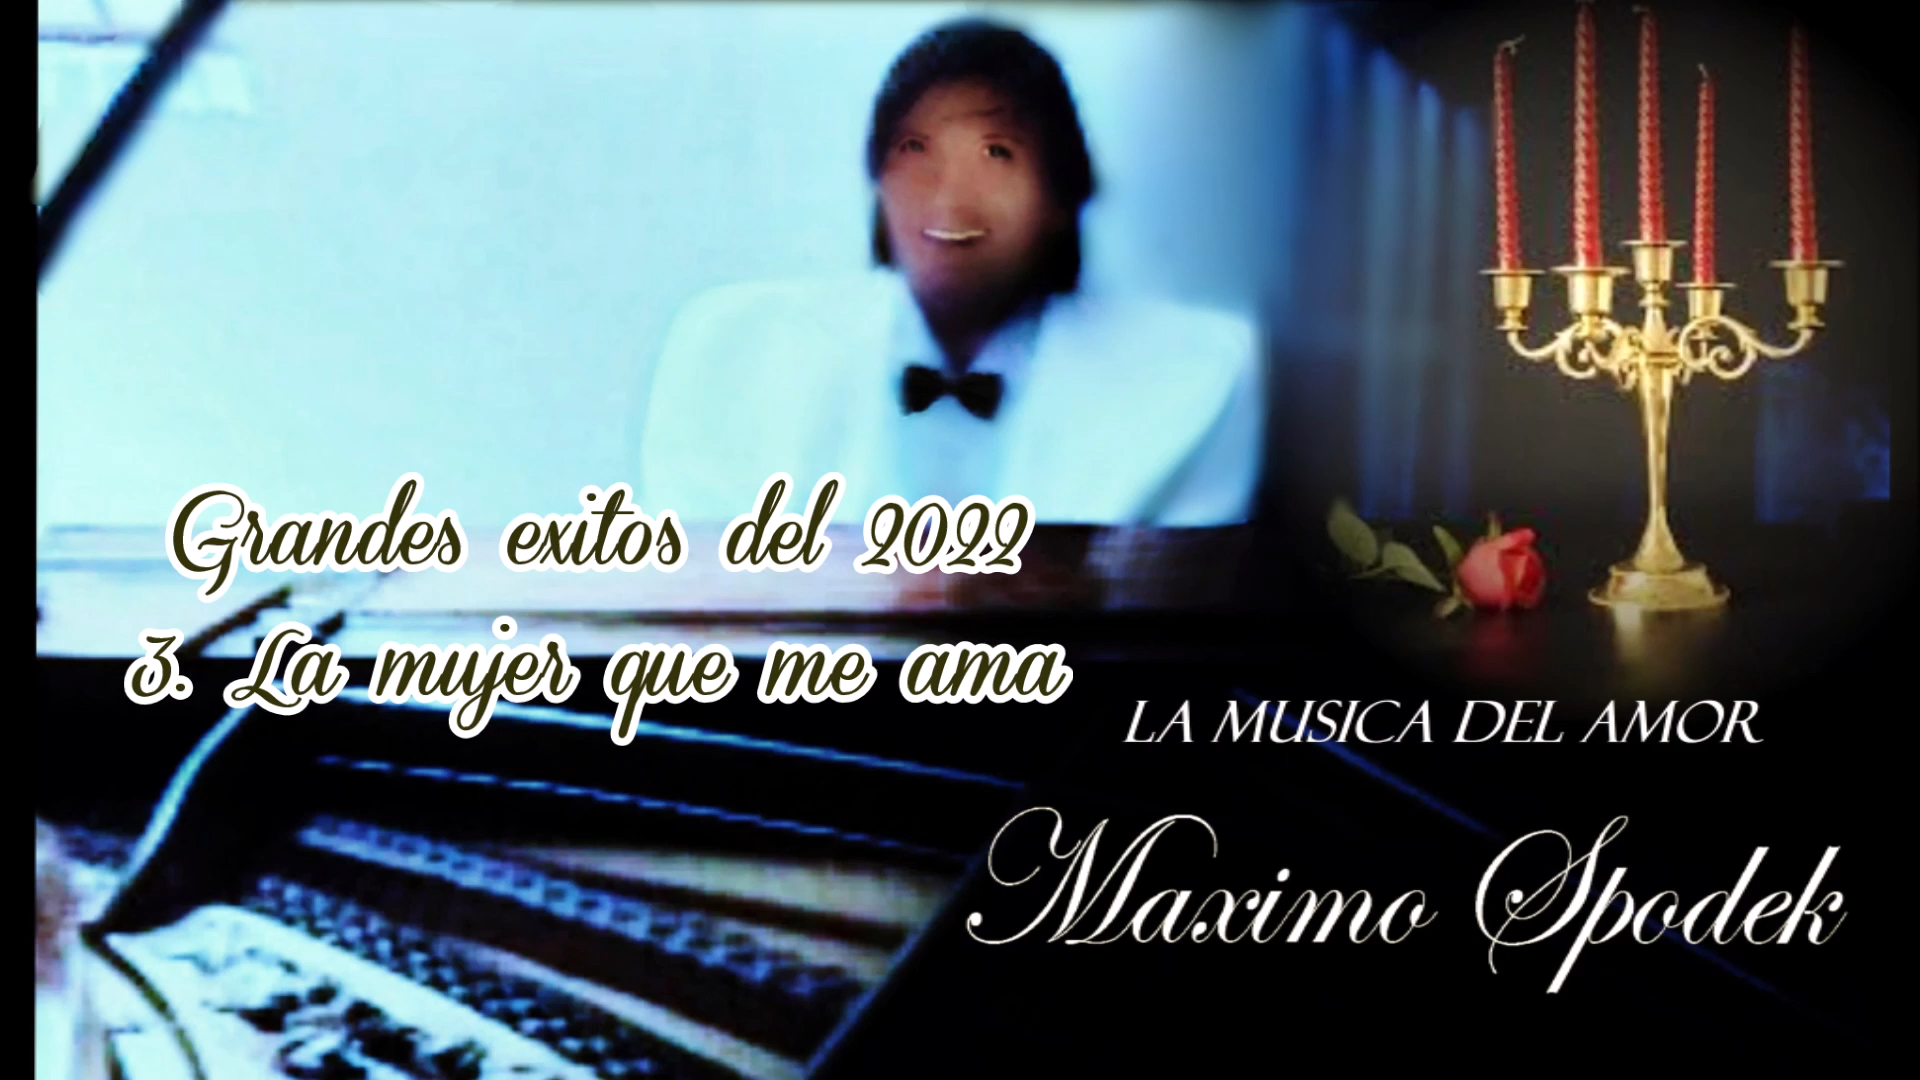 Grandes exitos del 2022
3. La mujer que me ama
LA MUSICA DEL AMOR
Maximo Spodek